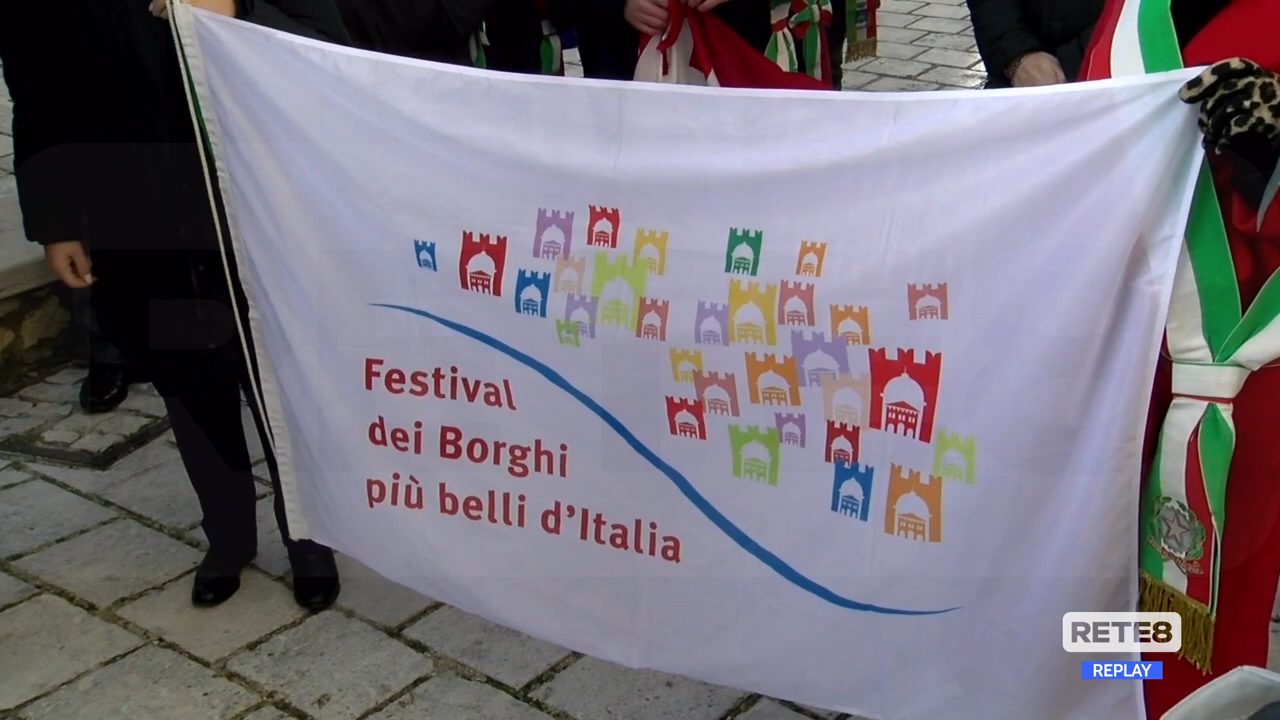 Festival
dei Borghi
più belli d'Italia
RETE8
REPLAY